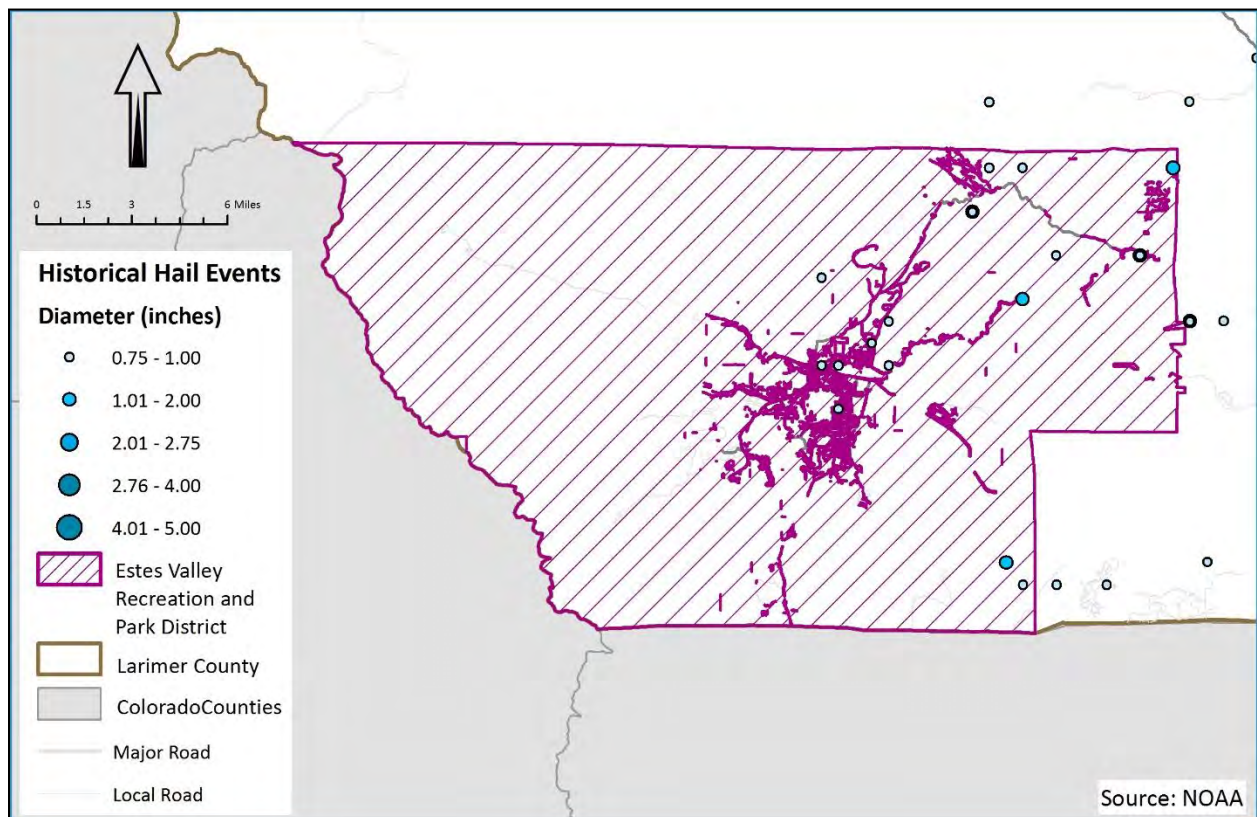 0 1.5 3 6 Miles
Historical Hail Events
Diameter (inches)
0.75 - 1.00
1.01 - 2.00
2.01 - 2.75
2.76 - 4.00
4.01 - 5.00
Estes Valley
Recreation and
Park District
Larimer County
ColoradoCounties
Major Road
Local Road
Source: NOAA